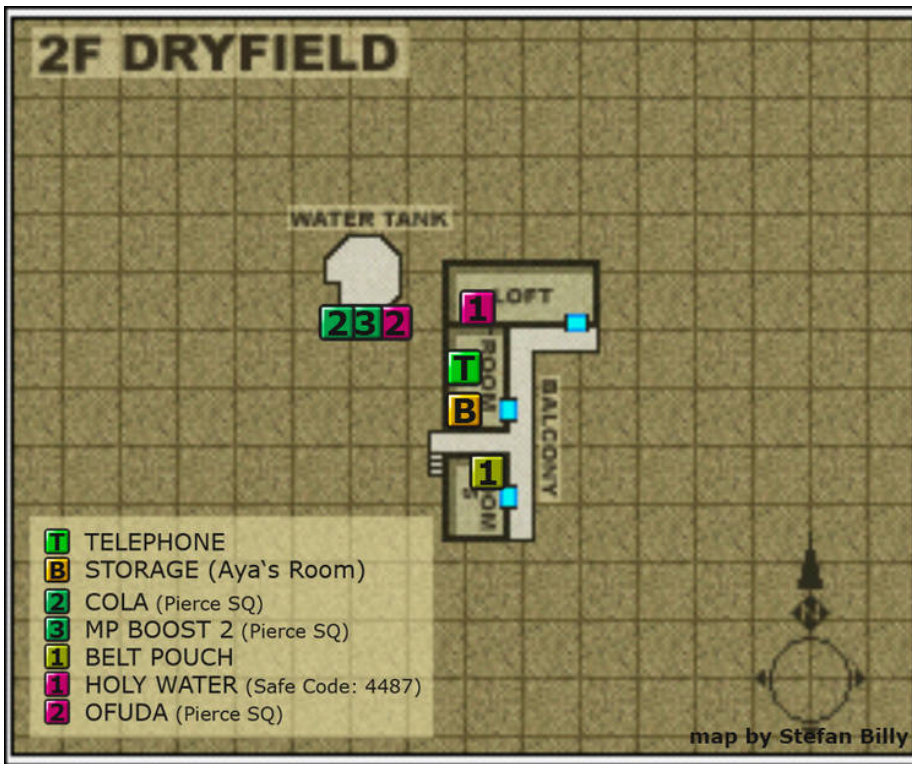 2F DRYFIELD
WATER TANK
2 3 2
1 LOFT
T ROOM
B
BALCONY
1
T TELEPHONE
B STORAGE (Aya's Room)
2 COLA (Pierce SQ)
3 MP BOOST 2 (Pierce SQ)
1 BELT POUCH
1 HOLY WATER (Safe Code: 4487)
2 OFUDA (Pierce SQ)
N
map by Stefan Billy